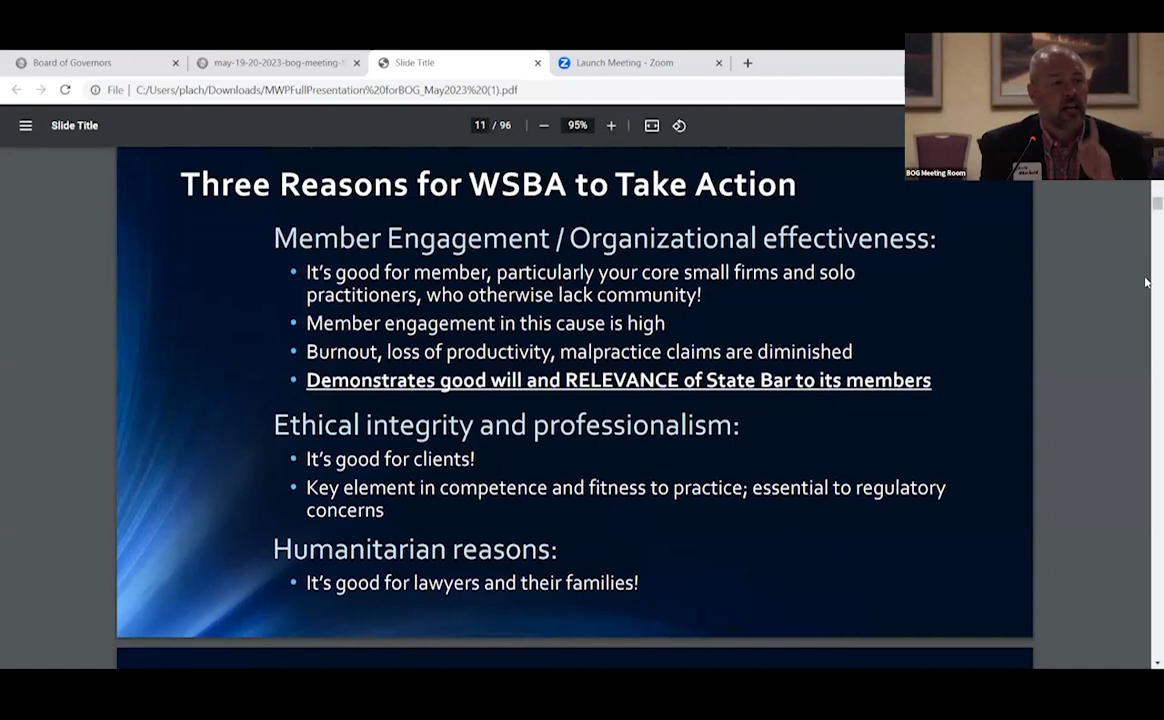 Board of Governors
may-19-20-2023-bog-meeting-
Slide Title
Launch Meeting - Zoom
File
C:/Users/plach/Downloads/MWPFullPresentation%20forBOG_May2023%20(1).pdf
Slide Title
11 / 96
95%
BOG Meeting Room
Three Reasons for WSBA to Take Action
Member Engagement / Organizational effectiveness:
• It's good for member, particularly your core small firms and solo
practitioners, who otherwise lack community!
• Member engagement in this cause is high
• Burnout, loss of productivity, malpractice claims are diminished
• Demonstrates good will and RELEVANCE of State Bar to its members
Ethical integrity and professionalism:
• It's good for clients!
• Key element in competence and fitness to practice; essential to regulatory
concerns
Humanitarian reasons:
• It's good for lawyers and their families!